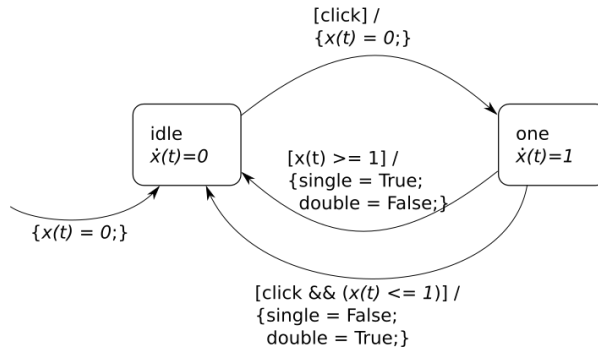 [click] /
{x(t) = 0;}
idle
ẋ(t)=0
one
ẋ(t)=1
[x(t) >= 1] /
{single = True;
double = False;}
{x(t) = 0;}
[click && (x(t) <= 1)] /
{single = False;
double = True;}